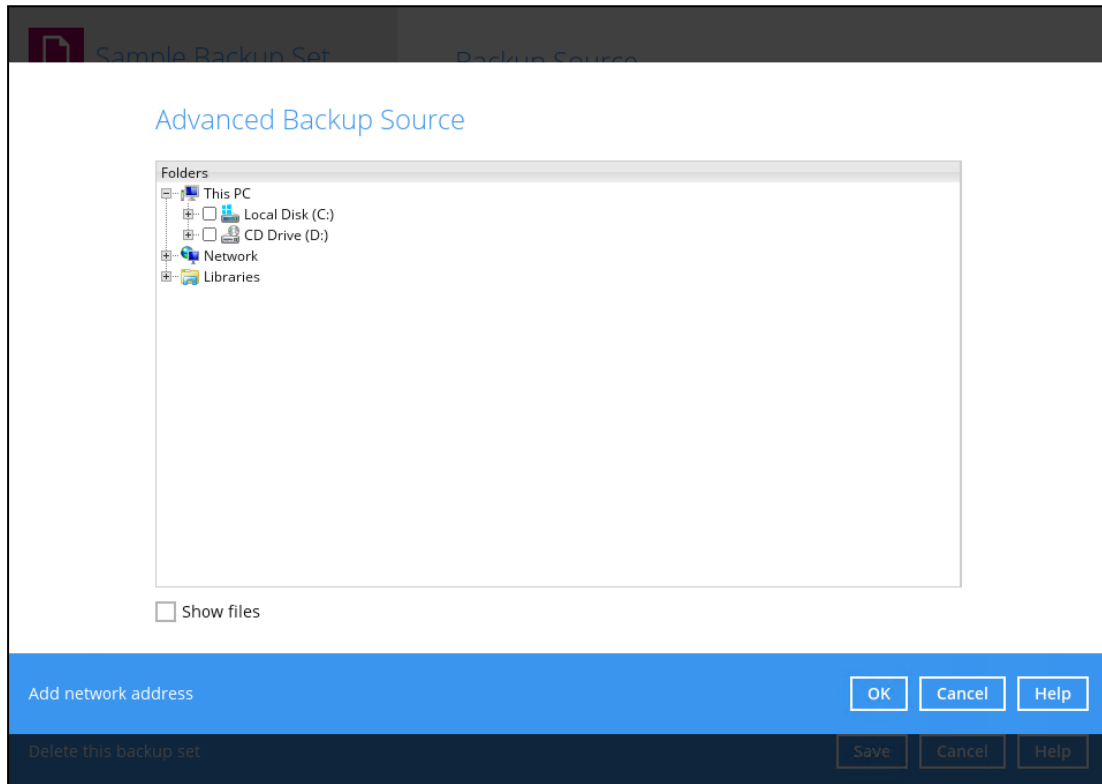 Sample Backup Set
Backup Source
Advanced Backup Source
Folders
This PC
Local Disk (C:)
CD Drive (D:)
Network
Libraries
Show files
Add network address
OK Cancel Help
Delete this backup set
Save Cancel Help